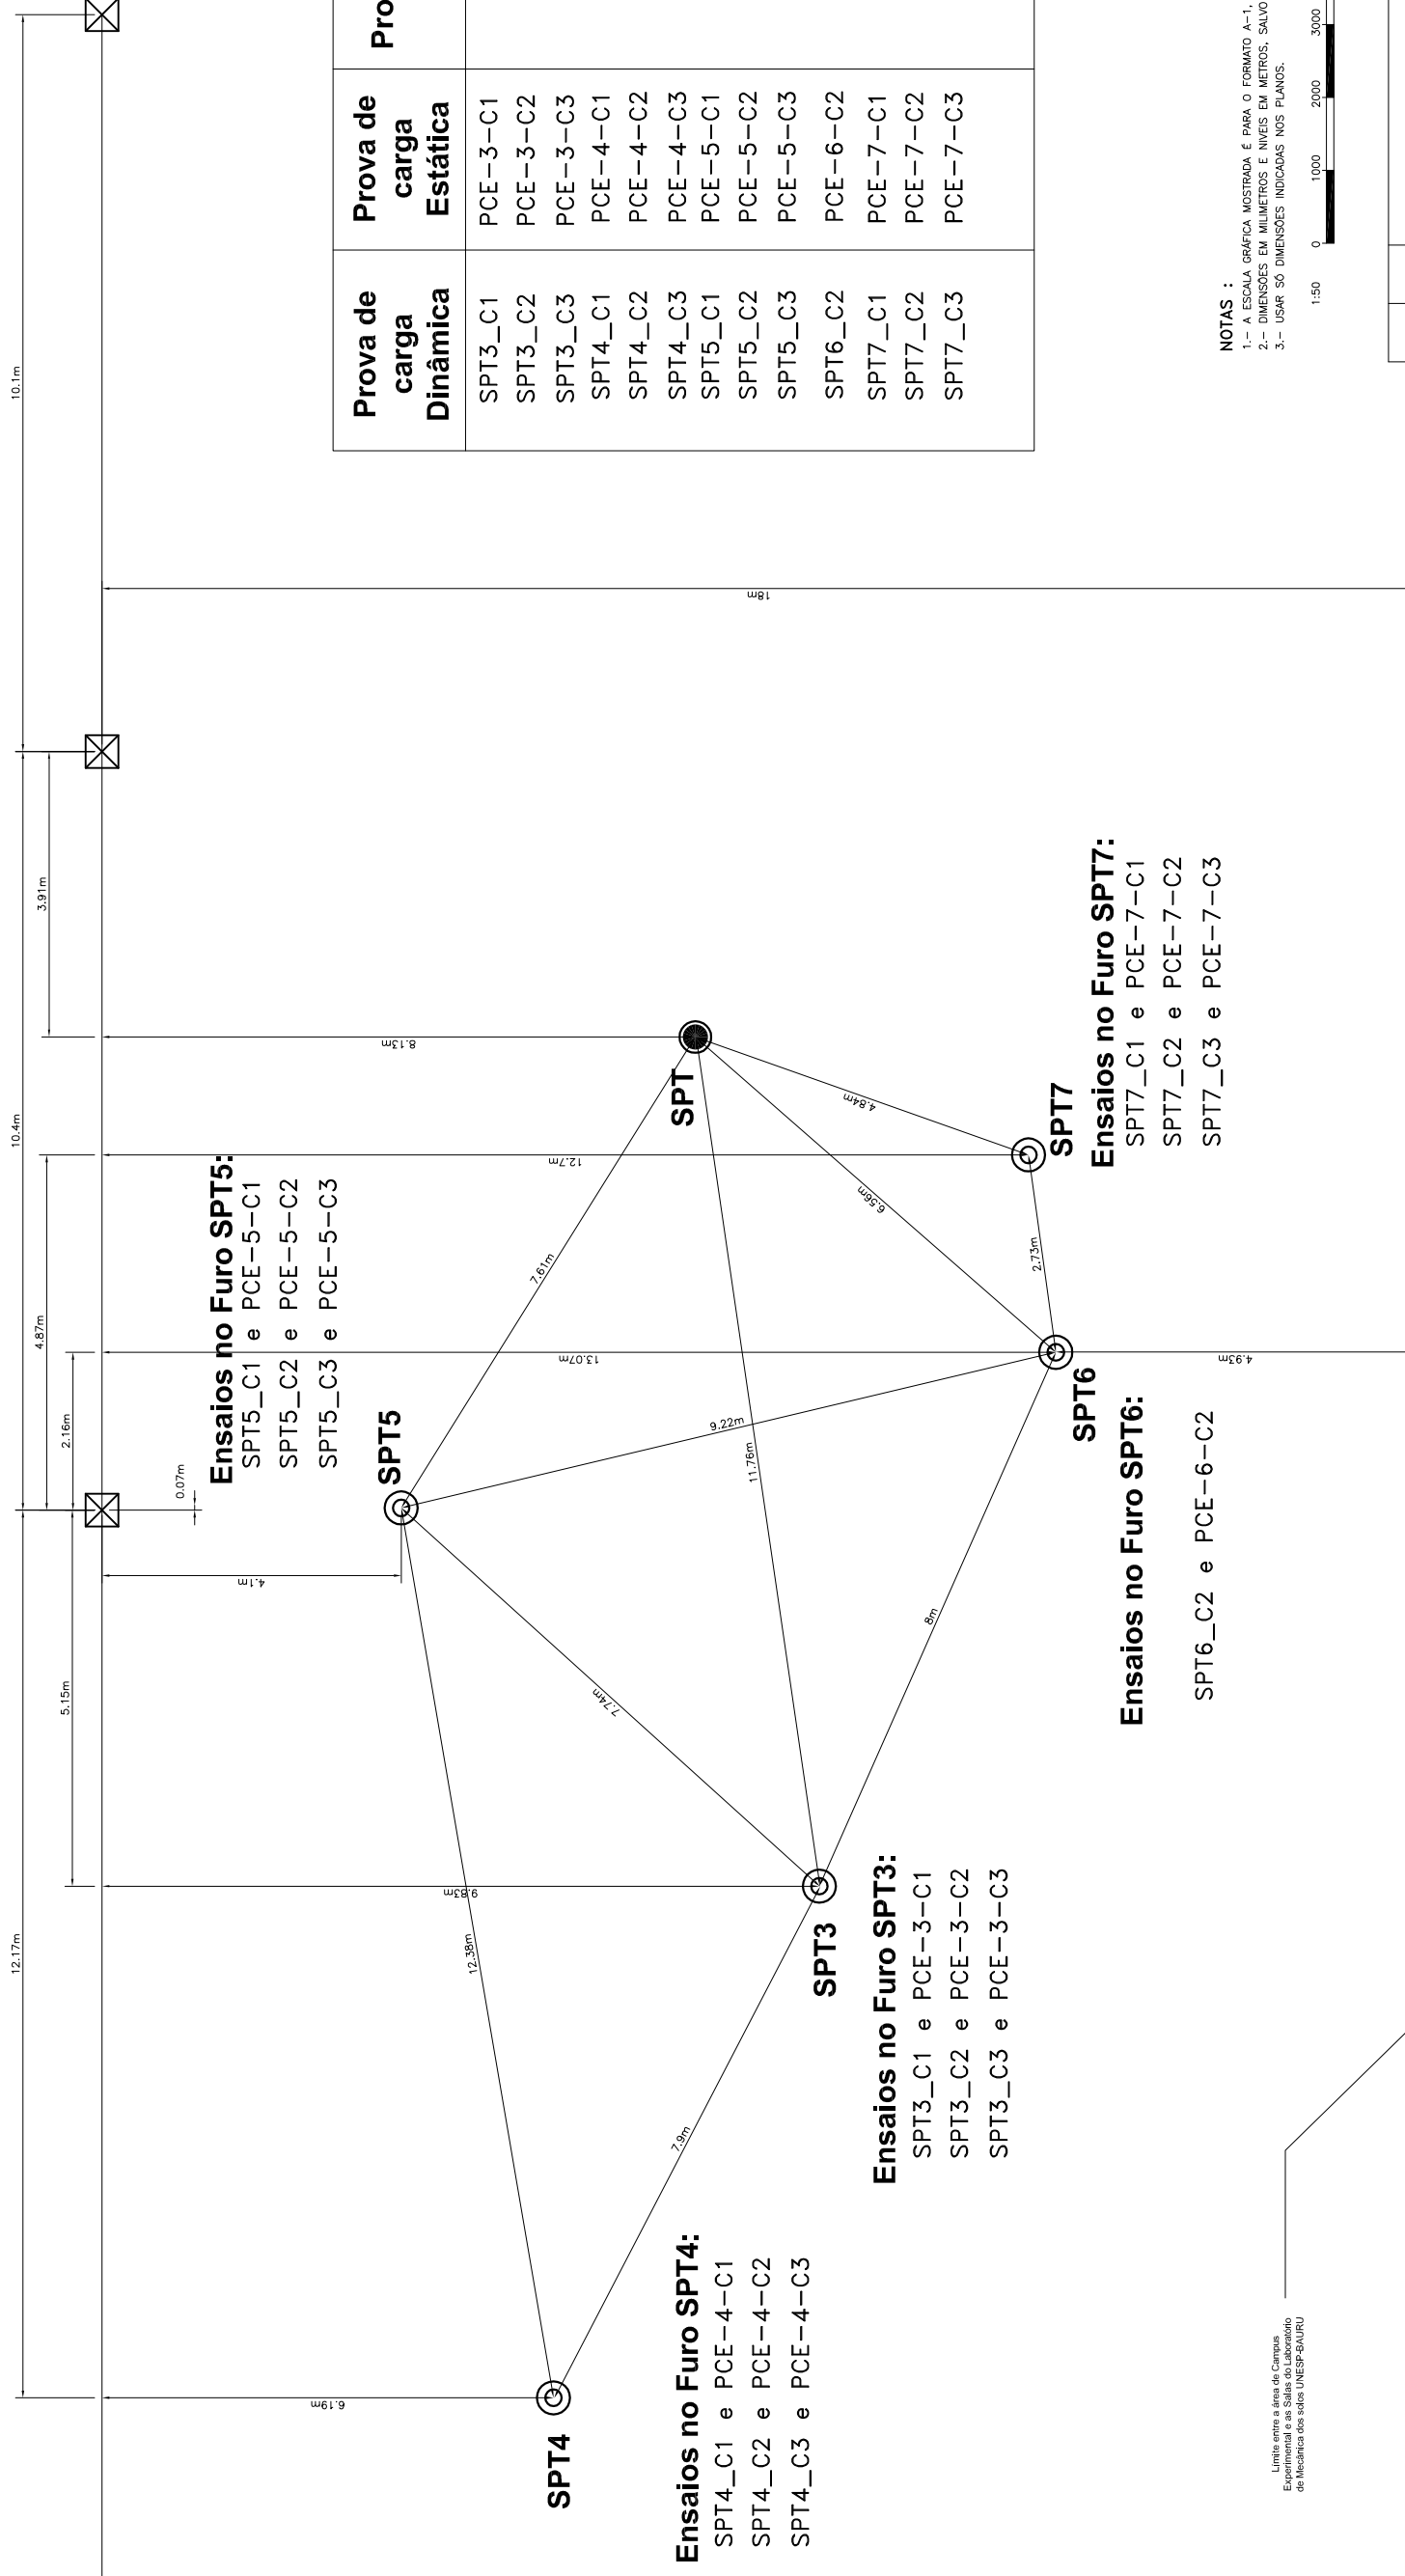 12.17m
10.4m
10.1m
5.15m
2.16m
4.87m
3.91m
0.07m
6.19m
9.83m
4.1m
13.07m
12.7m
8.13m
18m
4.93m
12.38m
7.9m
7.74m
7.61m
9.22m
11.76m
8m
6.56m
4.84m
2.73m
SPT4
SPT3
SPT5
SPT6
SPT7
SPT
Ensaios no Furo SPT5:
SPT5_C1 e PCE-5-C1
SPT5_C2 e PCE-5-C2
SPT5_C3 e PCE-5-C3
Ensaios no Furo SPT4:
SPT4_C1 e PCE-4-C1
SPT4_C2 e PCE-4-C2
SPT4_C3 e PCE-4-C3
Ensaios no Furo SPT3:
SPT3_C1 e PCE-3-C1
SPT3_C2 e PCE-3-C2
SPT3_C3 e PCE-3-C3
Ensaios no Furo SPT6:
SPT6_C2 e PCE-6-C2
Ensaios no Furo SPT7:
SPT7_C1 e PCE-7-C1
SPT7_C2 e PCE-7-C2
SPT7_C3 e PCE-7-C3
Prova de carga Dinâmica Prova de carga Estática Pro
SPT3_C1 PCE-3-C1
SPT3_C2 PCE-3-C2
SPT3_C3 PCE-3-C3
SPT4_C1 PCE-4-C1
SPT4_C2 PCE-4-C2
SPT4_C3 PCE-4-C3
SPT5_C1 PCE-5-C1
SPT5_C2 PCE-5-C2
SPT5_C3 PCE-5-C3
SPT6_C2 PCE-6-C2
SPT7_C1 PCE-7-C1
SPT7_C2 PCE-7-C2
SPT7_C3 PCE-7-C3
NOTAS :
1.- A ESCALA GRÁFICA MOSTRADA É PARA O FORMATO A-1,
2.- DIMENSÕES EM MILIMETROS E NIVEIS EM METROS, SALVO
3.- USAR SÓ DIMENSÕES INDICADAS NOS PLANOS.
1:50 0 1000 2000 3000
Límite entre a área de Campus
Experimental e as Salas do Laboratório
de Mecânica dos solos UNESP-BAURU